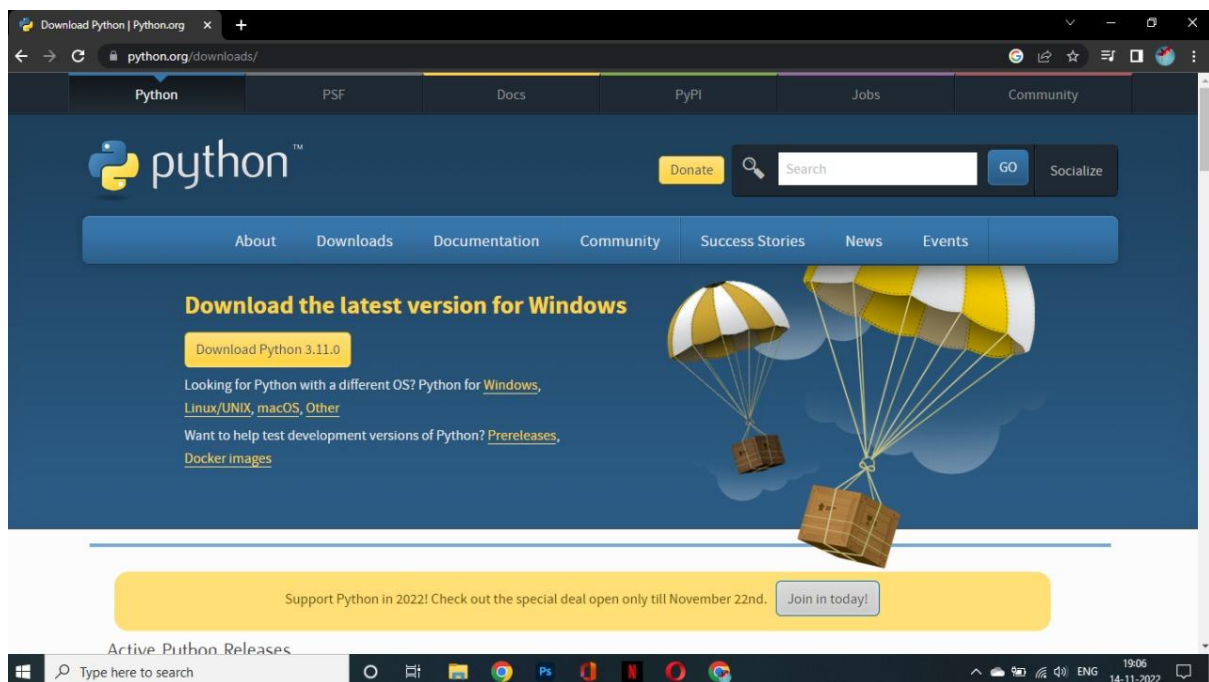 Download Python | Python.org
python.org/downloads/
Python PSF Docs PyPI Jobs Community
python™
Donate Search GO Socialize
About Downloads Documentation Community Success Stories News Events
Download the latest version for Windows
Download Python 3.11.0
Looking for Python with a different OS? Python for Windows,
Linux/UNIX, macOS, Other
Want to help test development versions of Python? Prereleases,
Docker images
Support Python in 2022! Check out the special deal open only till November 22nd. Join in today!
Active Python Releases
Type here to search
Ps
N
ENG
19:06
14-11-2022